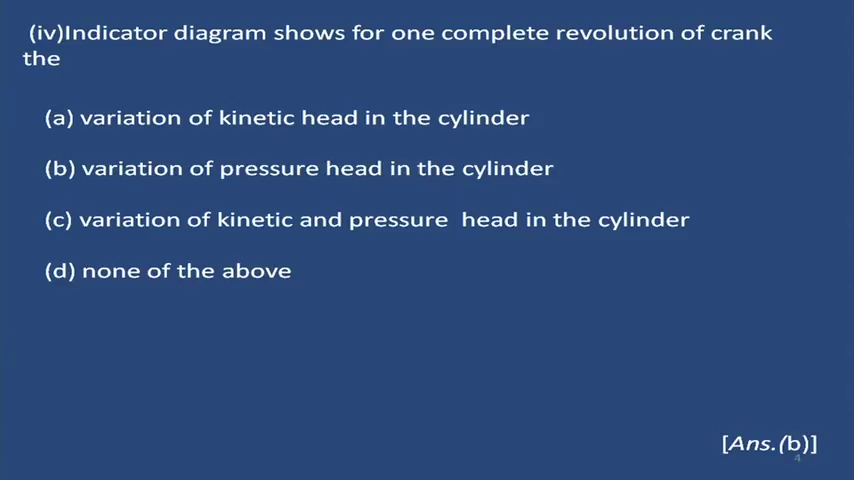 (iv)Indicator diagram shows for one complete revolution of crank
the
(a) variation of kinetic head in the cylinder
(b) variation of pressure head in the cylinder
(c) variation of kinetic and pressure  head in the cylinder
(d) none of the above
[Ans.(b)]
4